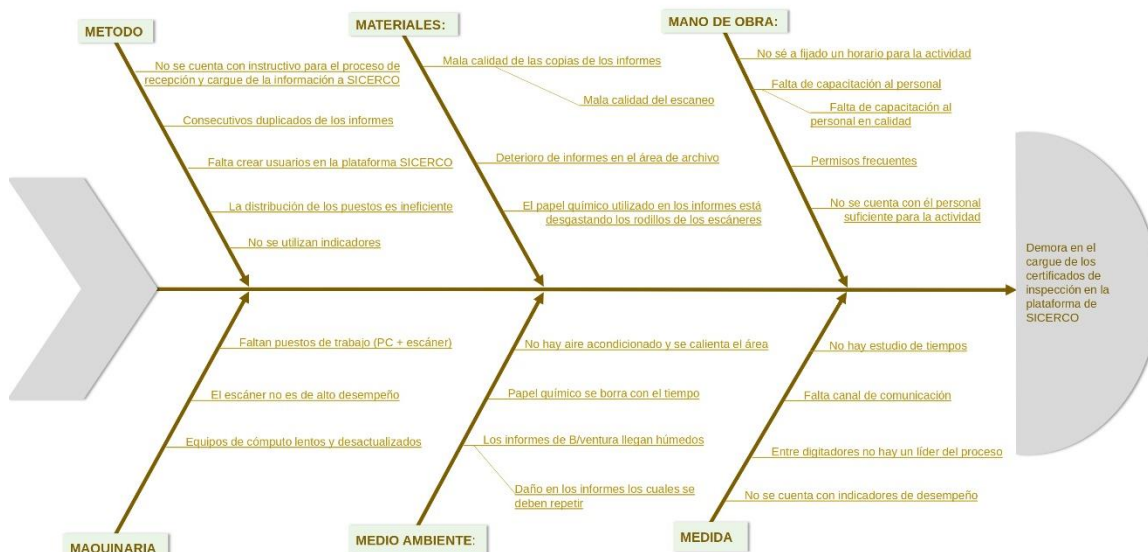 METODO
No se cuenta con instructivo para el proceso de
recepción y cargue de la información a SICERCO
Consecutivos duplicados de los informes
Falta crear usuarios en la plataforma SICERCO
La distribución de los puestos es ineficiente
No se utilizan indicadores
MATERIALES:
Mala calidad de las copias de los informes
Mala calidad del escaneo
Deterioro de informes en el área de archivo
El papel químico utilizado en los informes está
desgastando los rodillos de los escáneres
MANO DE OBRA:
No sé a fijado un horario para la actividad
Falta de capacitación al personal
Falta de capacitación al
personal en calidad
Permisos frecuentes
No se cuenta con él personal
suficiente para la actividad
Demora en el
cargue de los
certificados de
inspección en la
plataforma de
SICERCO
Faltan puestos de trabajo (PC + escáner)
El escáner no es de alto desempeño
Equipos de cómputo lentos y desactualizados
MAQUINARIA
No hay aire acondicionado y se calienta el área
Papel químico se borra con el tiempo
Los informes de B/ventura llegan húmedos
Daño en los informes los cuales se
deben repetir
MEDIO AMBIENTE:
No hay estudio de tiempos
Falta canal de comunicación
Entre digitadores no hay un líder del proceso
No se cuenta con indicadores de desempeño
MEDIDA